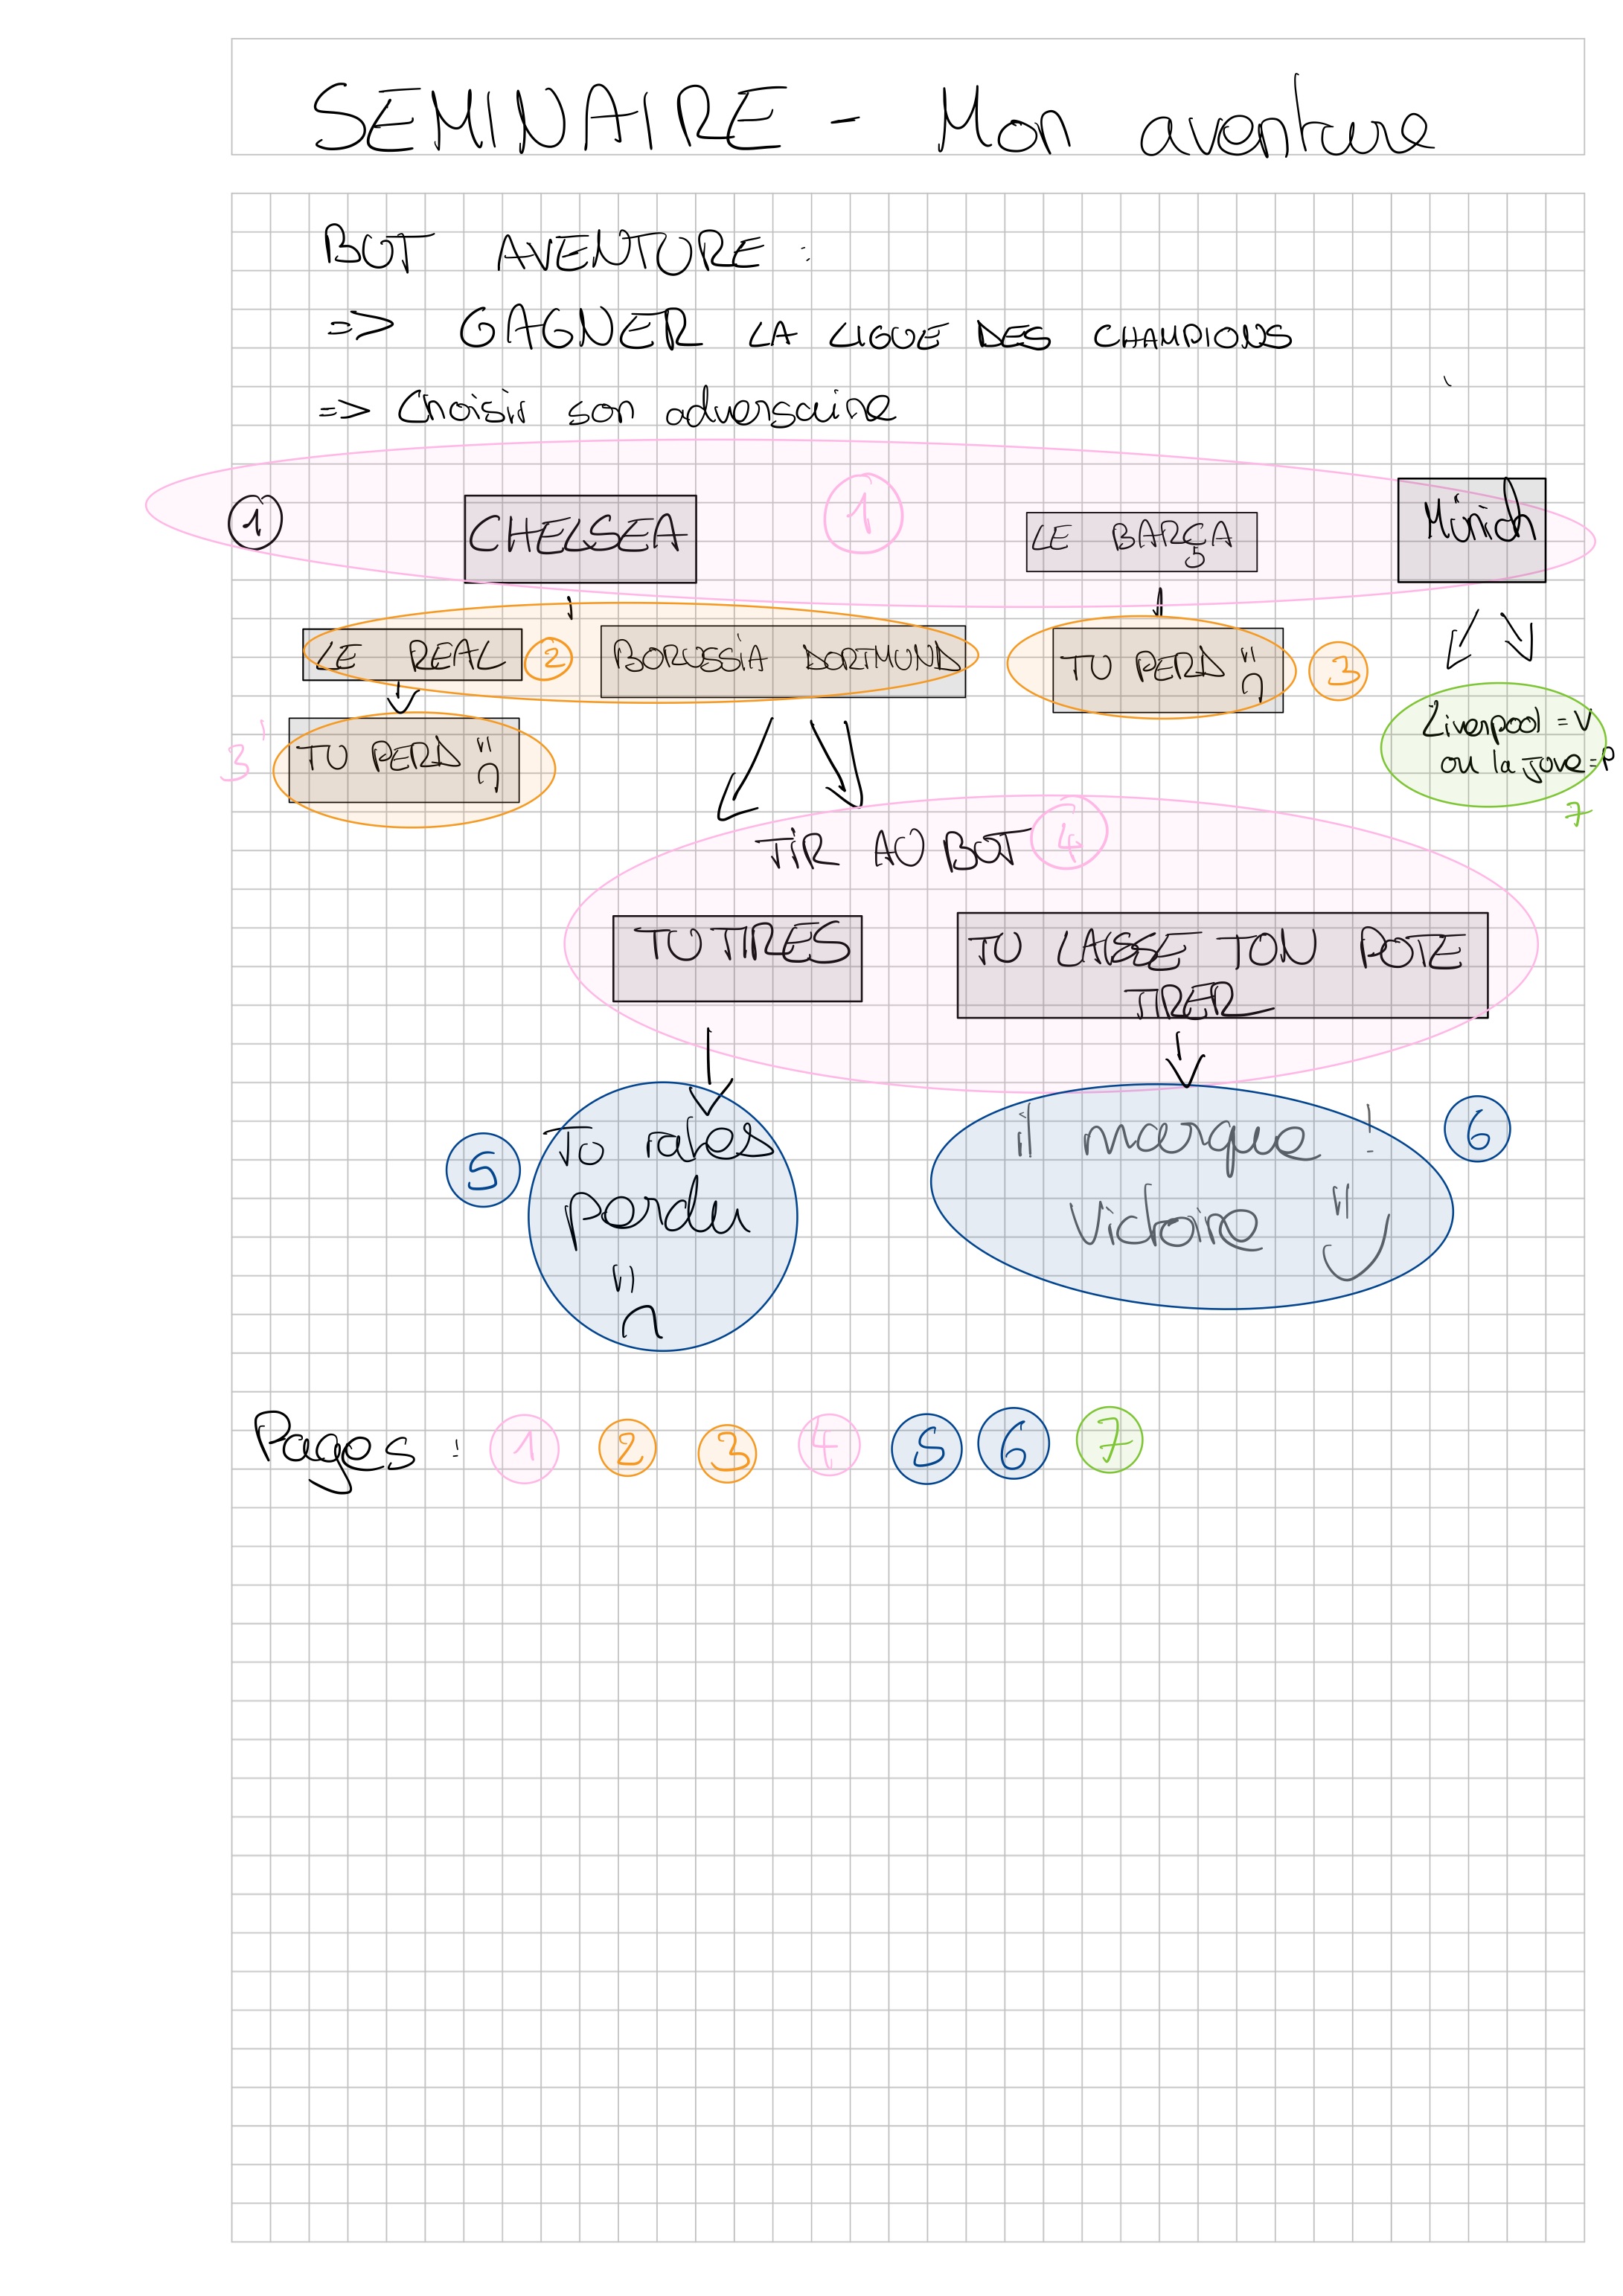 SEMINAIRE - Mon aventure
BUT AVENTURE :
=> GAGNER LA LIGUE DES CHAMPIONS
=> Choisir son adversaire
1 CHELSEA 1 LE BARÇA Münich
LE REAL 2 BORUSSIA DORTMUND TU PERD 3
3' TU PERD
Liverpool = V
ou la juve = P
7
TIR AU BUT 4
TU TIRES
TU LAISSE TON POTE
TIRER
5 TU rates
perdu
il marque ! 6
Victoire
Pages : 1 2 3 4 5 6 7